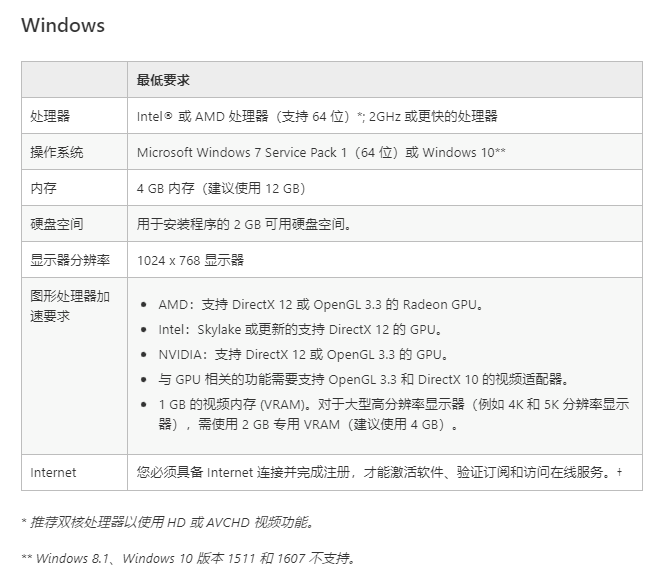 Windows
最低要求
处理器
Intel® 或 AMD 处理器（支持 64 位）*; 2GHz 或更快的处理器
操作系统
Microsoft Windows 7 Service Pack 1（64 位）或 Windows 10**
内存
4 GB 内存（建议使用 12 GB）
硬盘空间
用于安装程序的 2 GB 可用硬盘空间。
显示器分辨率
1024 x 768 显示器
图形处理器加
速要求
• AMD：支持 DirectX 12 或 OpenGL 3.3 的 Radeon GPU。
• Intel：Skylake 或更新的支持 DirectX 12 的 GPU。
• NVIDIA：支持 DirectX 12 或 OpenGL 3.3 的 GPU。
• 与 GPU 相关的功能需要支持 OpenGL 3.3 和 DirectX 10 的视频适配器。
• 1 GB 的视频内存 (VRAM)。对于大型高分辨率显示器（例如 4K 和 5K 分辨率显示
器），需使用 2 GB 专用 VRAM（建议使用 4 GB）。
Internet
您必须具备 Internet 连接并完成注册，才能激活软件、验证订阅和访问在线服务。†
* 推荐双核处理器以使用 HD 或 AVCHD 视频功能。
** Windows 8.1、Windows 10 版本 1511 和 1607 不支持。